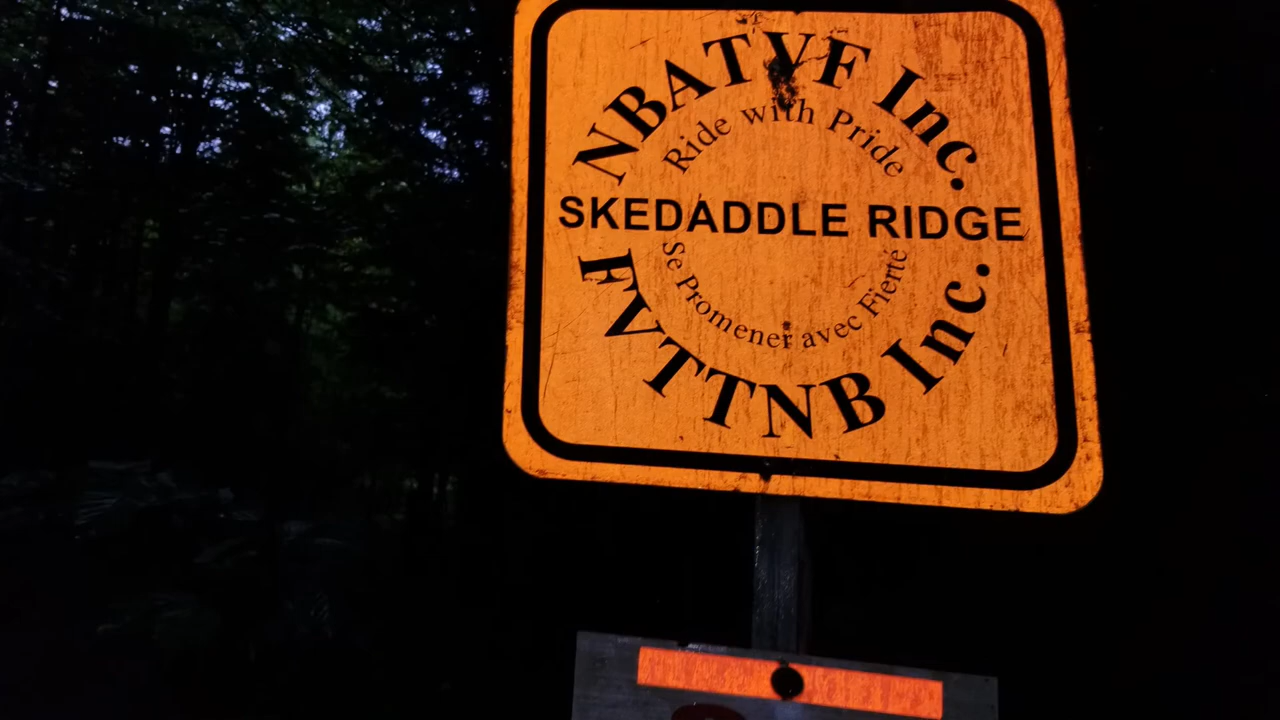 NBATVF Inc.
Ride with Pride
SKEDADDLE RIDGE
Se Promener avec Fierté
FVTTNB Inc.